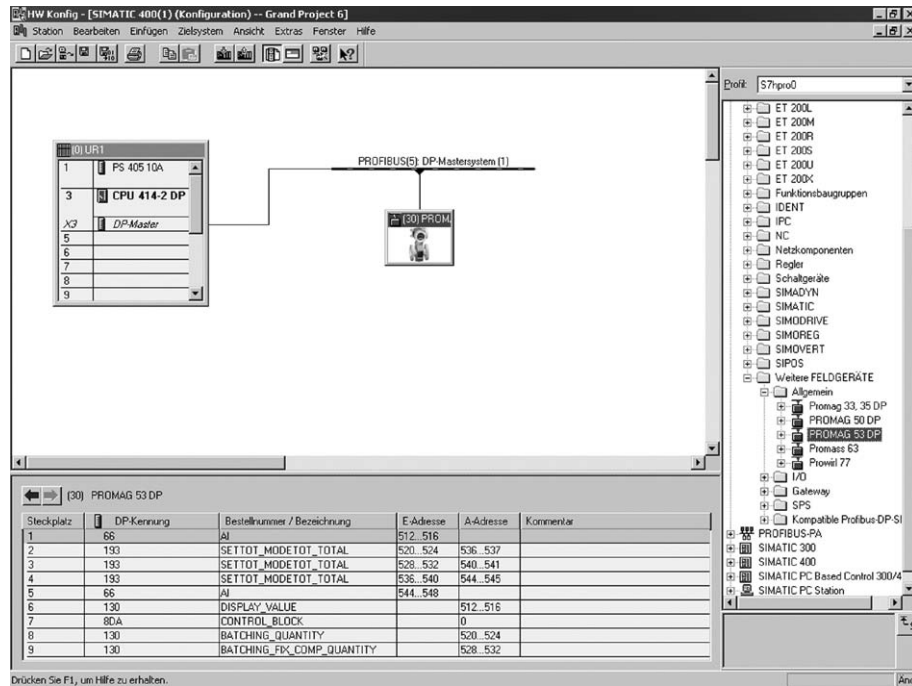 HW Konfig - [SIMATIC 400(1) (Konfiguration) -- Grand Project 6]
Station Bearbeiten Einfügen Zielsystem Ansicht Extras Fenster Hilfe
(0) UR1
1 PS 405 10A
3 CPU 414-2 DP
X3 DP-Master
5
6
7
8
9
PROFIBUS(5): DP-Mastersystem (1)
(30) PROM.
Profil: S7hpro0
ET 200L
ET 200M
ET 200R
ET 200S
ET 200U
ET 200X
Funktionsbaugruppen
IDENT
IPC
NC
Netzkomponenten
Regler
Schaltgeräte
SIMADYN
SIMATIC
SIMODRIVE
SIMOREG
SIMOVERT
SIPOS
Weitere FELDGERÄTE
Allgemein
Promag 33, 35 DP
PROMAG 50 DP
PROMAG 53 DP
Promass 63
Prowirl 77
I/O
Gateway
SPS
Kompatible Profibus-DP-Sl
PROFIBUS-PA
SIMATIC 300
SIMATIC 400
SIMATIC PC Based Control 300/4
SIMATIC PC Station
(30) PROMAG 53 DP
Steckplatz DP-Kennung Bestellnummer / Bezeichnung E-Adresse A-Adresse Kommentar
1 66 AI 512...516
2 193 SETTOT_MODETOT_TOTAL 520...524 536...537
3 193 SETTOT_MODETOT_TOTAL 528...532 540...541
4 193 SETTOT_MODETOT_TOTAL 536...540 544...545
5 66 AI 544...548
6 130 DISPLAY_VALUE 512...516
7 8DA CONTROL_BLOCK 0
8 130 BATCHING_QUANTITY 520...524
9 130 BATCHING_FIX_COMP_QUANTITY 528...532
Drücken Sie F1, um Hilfe zu erhalten.
Änd